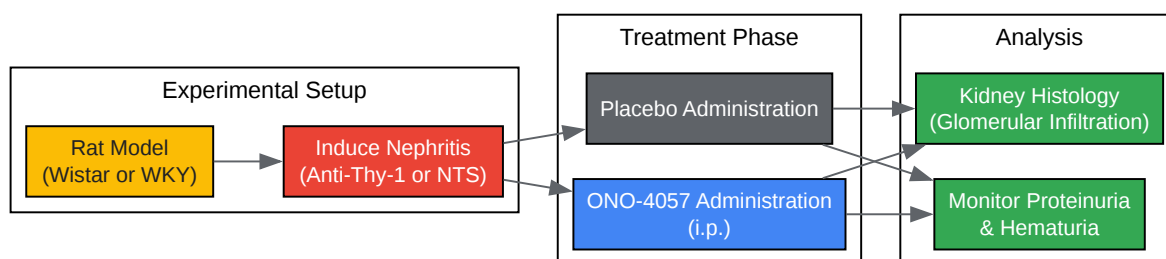 Experimental Setup
Rat Model
(Wistar or WKY)
Induce Nephritis
(Anti-Thy-1 or NTS)
Treatment Phase
Placebo Administration
ONO-4057 Administration
(i.p.)
Analysis
Kidney Histology
(Glomerular Infiltration)
Monitor Proteinuria
& Hematuria